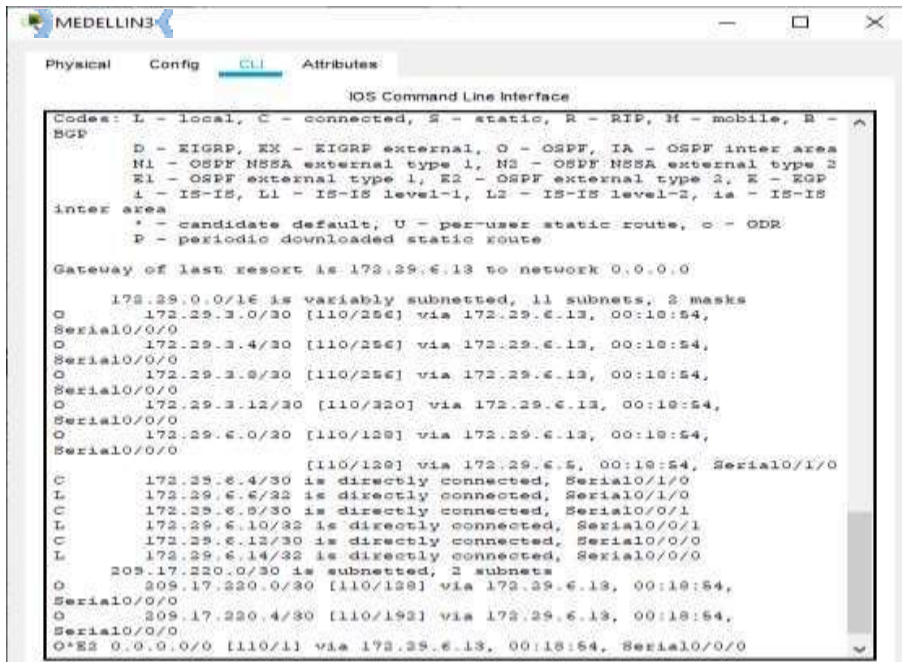 MEDELLIN3
Physical Config CLI Attributes
IOS Command Line Interface
Codes: L - local, C - connected, S - static, R - RIP, M - mobile, B -
BGP
D - EIGRP, EX - EIGRP external, O - OSPF, IA - OSPF inter area
N1 - OSPF NSSA external type 1, N2 - OSPF NSSA external type 2
E1 - OSPF external type 1, E2 - OSPF external type 2, E - EGP
i - IS-IS, L1 - IS-IS level-1, L2 - IS-IS level-2, ia - IS-IS
inter area
* - candidate default, U - per-user static route, o - ODR
P - periodic downloaded static route
Gateway of last resort is 172.29.6.13 to network 0.0.0.0
172.29.0.0/16 is variably subnetted, 11 subnets, 2 masks
O 172.29.3.0/30 [110/256] via 172.29.6.13, 00:18:54,
Serial0/0/0
O 172.29.3.4/30 [110/256] via 172.29.6.13, 00:18:54,
Serial0/0/0
O 172.29.3.8/30 [110/256] via 172.29.6.13, 00:18:54,
Serial0/0/0
O 172.29.3.12/30 [110/320] via 172.29.6.13, 00:18:54,
Serial0/0/0
O 172.29.6.0/30 [110/128] via 172.29.6.13, 00:18:54,
Serial0/0/0
[110/128] via 172.29.6.5, 00:18:54, Serial0/1/0
C 172.29.6.4/30 is directly connected, Serial0/1/0
L 172.29.6.6/32 is directly connected, Serial0/1/0
C 172.29.6.8/30 is directly connected, Serial0/0/1
L 172.29.6.10/32 is directly connected, Serial0/0/1
C 172.29.6.12/30 is directly connected, Serial0/0/0
L 172.29.6.14/32 is directly connected, Serial0/0/0
209.17.220.0/30 is subnetted, 2 subnets
O 209.17.220.0/30 [110/128] via 172.29.6.13, 00:18:54,
Serial0/0/0
O 209.17.220.4/30 [110/192] via 172.29.6.13, 00:18:54,
Serial0/0/0
O*E2 0.0.0.0/0 [110/1] via 172.29.6.13, 00:18:54, Serial0/0/0